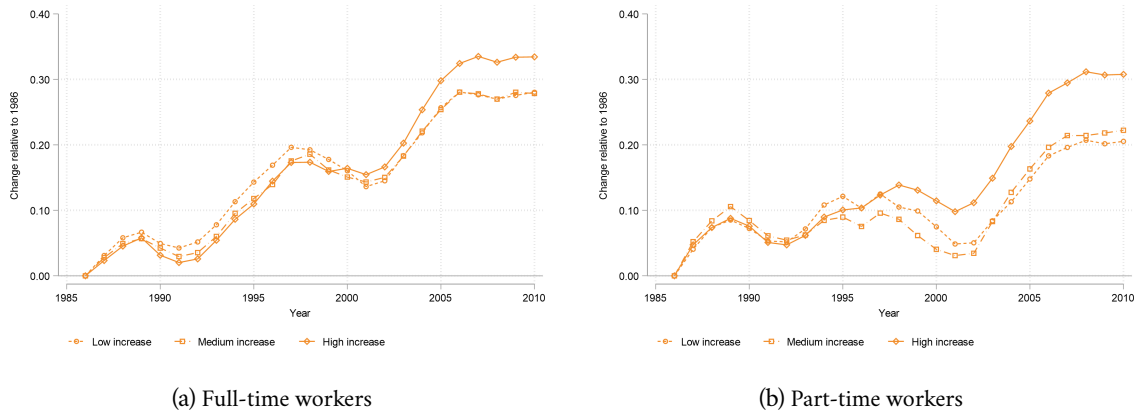 Change relative to 1986
0.40
0.30
0.20
0.10
0.00
1985 1990 1995 2000 2005 2010
Year
Low increase Medium increase High increase
(a) Full-time workers
Change relative to 1986
0.40
0.30
0.20
0.10
0.00
1985 1990 1995 2000 2005 2010
Year
Low increase Medium increase High increase
(b) Part-time workers